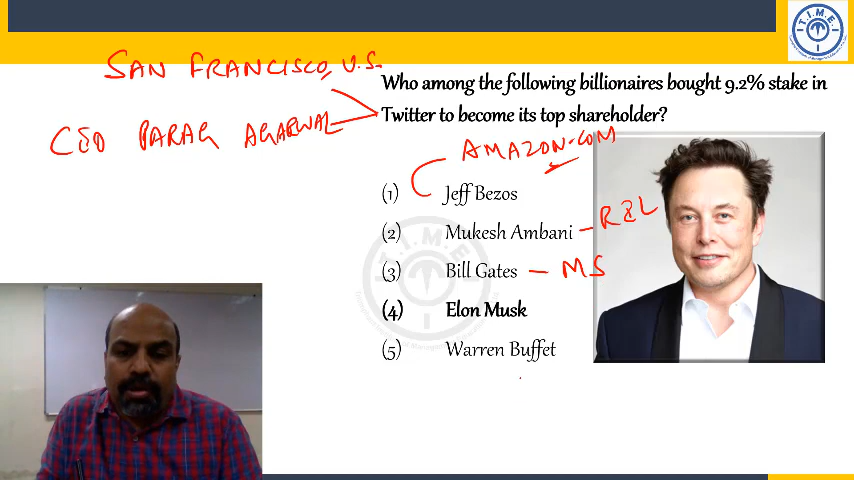 T.I.M.E.
SAN FRANCISCO, U.S.
Who among the following billionaires bought 9.2% stake in
Twitter to become its top shareholder?
CEO PARAG AGARWAL
AMAZON.COM
(1) Jeff Bezos
(2) Mukesh Ambani – RIL
(3) Bill Gates – MS
(4) Elon Musk
(5) Warren Buffet